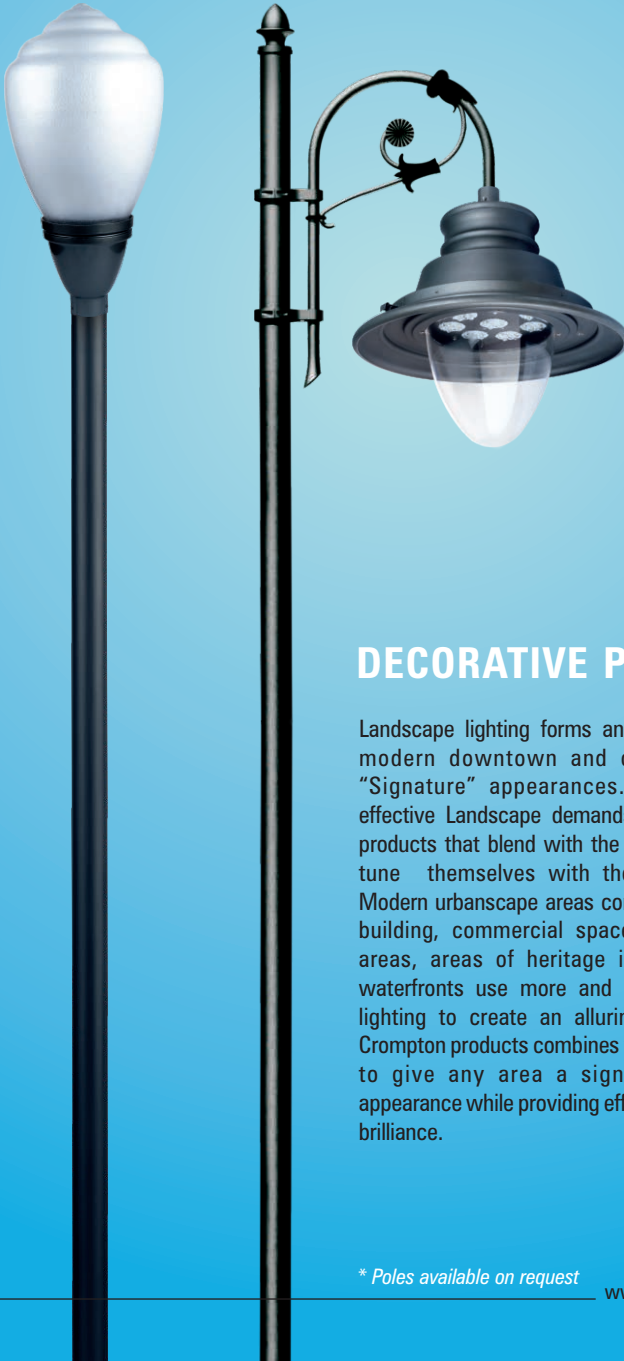 DECORATIVE P
Landscape lighting forms an
modern downtown and
"Signature" appearances.
effective Landscape demand
products that blend with the
tune themselves with the
Modern urbanscape areas co
building, commercial space
areas, areas of heritage i
waterfronts use more and
lighting to create an allurin
Crompton products combines
to give any area a sign
appearance while providing eff
brilliance.
* Poles available on request
ww